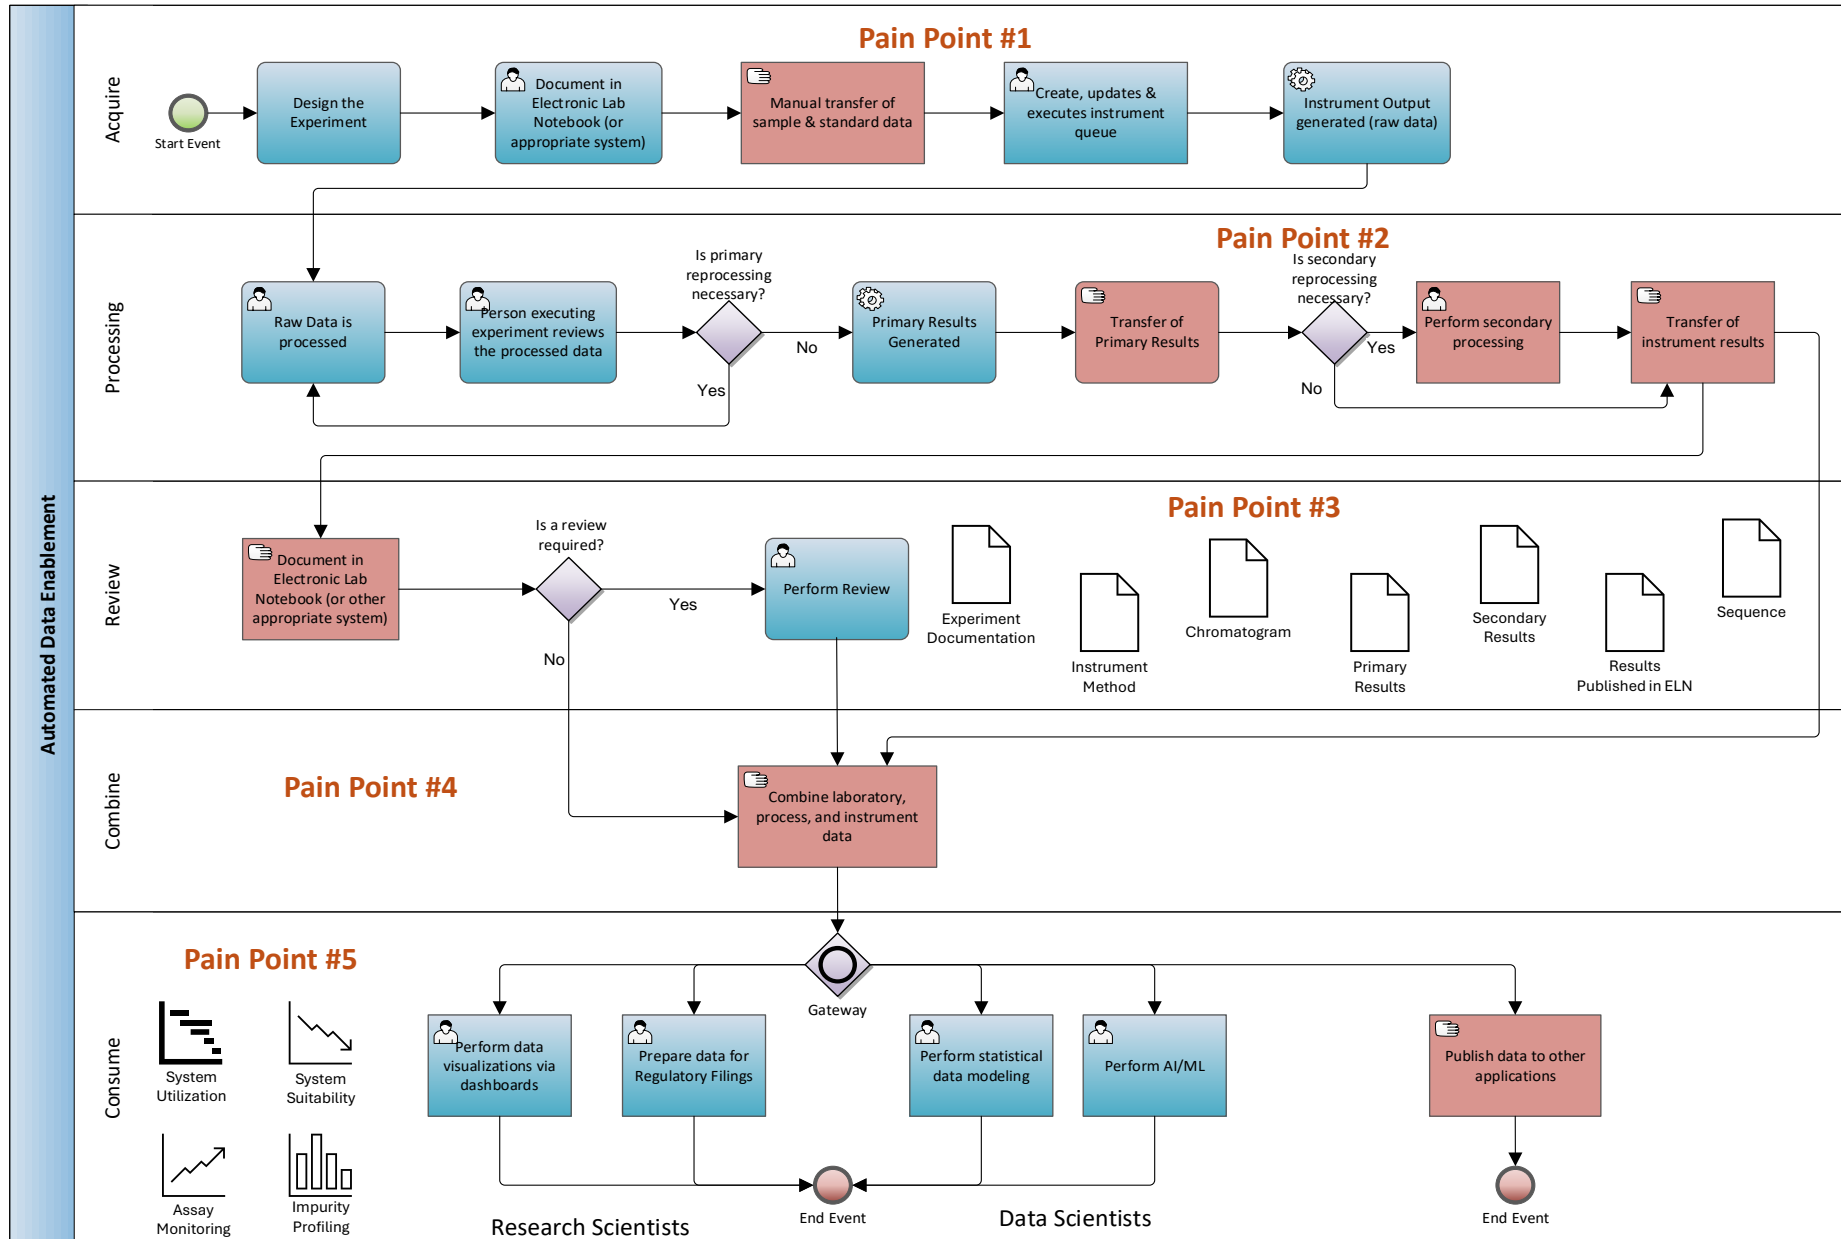 Automated Data Enablement
Acquire
Pain Point #1
Start Event
Design the
Experiment
Document in
Electronic Lab
Notebook (or
appropriate system)
Manual transfer of
sample & standard data
Create, updates &
executes instrument
queue
Instrument Output
generated (raw data)
Processing
Pain Point #2
Raw Data is
processed
Person executing
experiment reviews
the processed data
Is primary
reprocessing
necessary?
No
Yes
Primary Results
Generated
Transfer of
Primary Results
Is secondary
reprocessing
necessary?
Yes
No
Perform secondary
processing
Transfer of
instrument results
Review
Pain Point #3
Document in
Electronic Lab
Notebook (or other
appropriate system)
Is a review
required?
Yes
No
Perform Review
Experiment
Documentation
Instrument
Method
Chromatogram
Primary
Results
Secondary
Results
Results
Published in ELN
Sequence
Combine
Pain Point #4
Combine laboratory,
process, and instrument
data
Consume
Pain Point #5
System
Utilization
System
Suitability
Assay
Monitoring
Impurity
Profiling
Gateway
Perform data
visualizations via
dashboards
Prepare data for
Regulatory Filings
Perform statistical
data modeling
Perform AI/ML
Publish data to other
applications
End Event
End Event
Research Scientists
Data Scientists